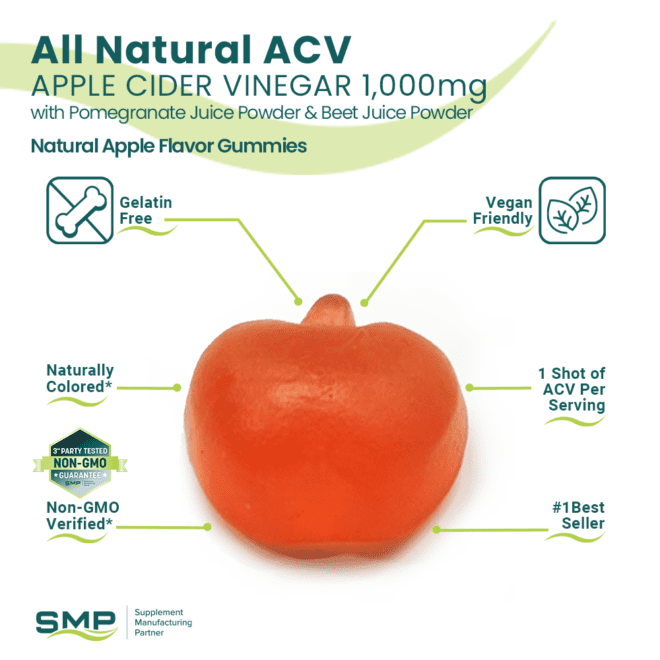 All Natural ACV
APPLE CIDER VINEGAR 1,000mg
with Pomegranate Juice Powder & Beet Juice Powder
Natural Apple Flavor Gummies
Gelatin
Free
Vegan
Friendly
Naturally
Colored*
1 Shot of
ACV Per
Serving
3rd PARTY TESTED
NON-GMO
GUARANTEE
SMP
Non-GMO
Verified*
#1Best
Seller
SMP
Supplement
Manufacturing
Partner